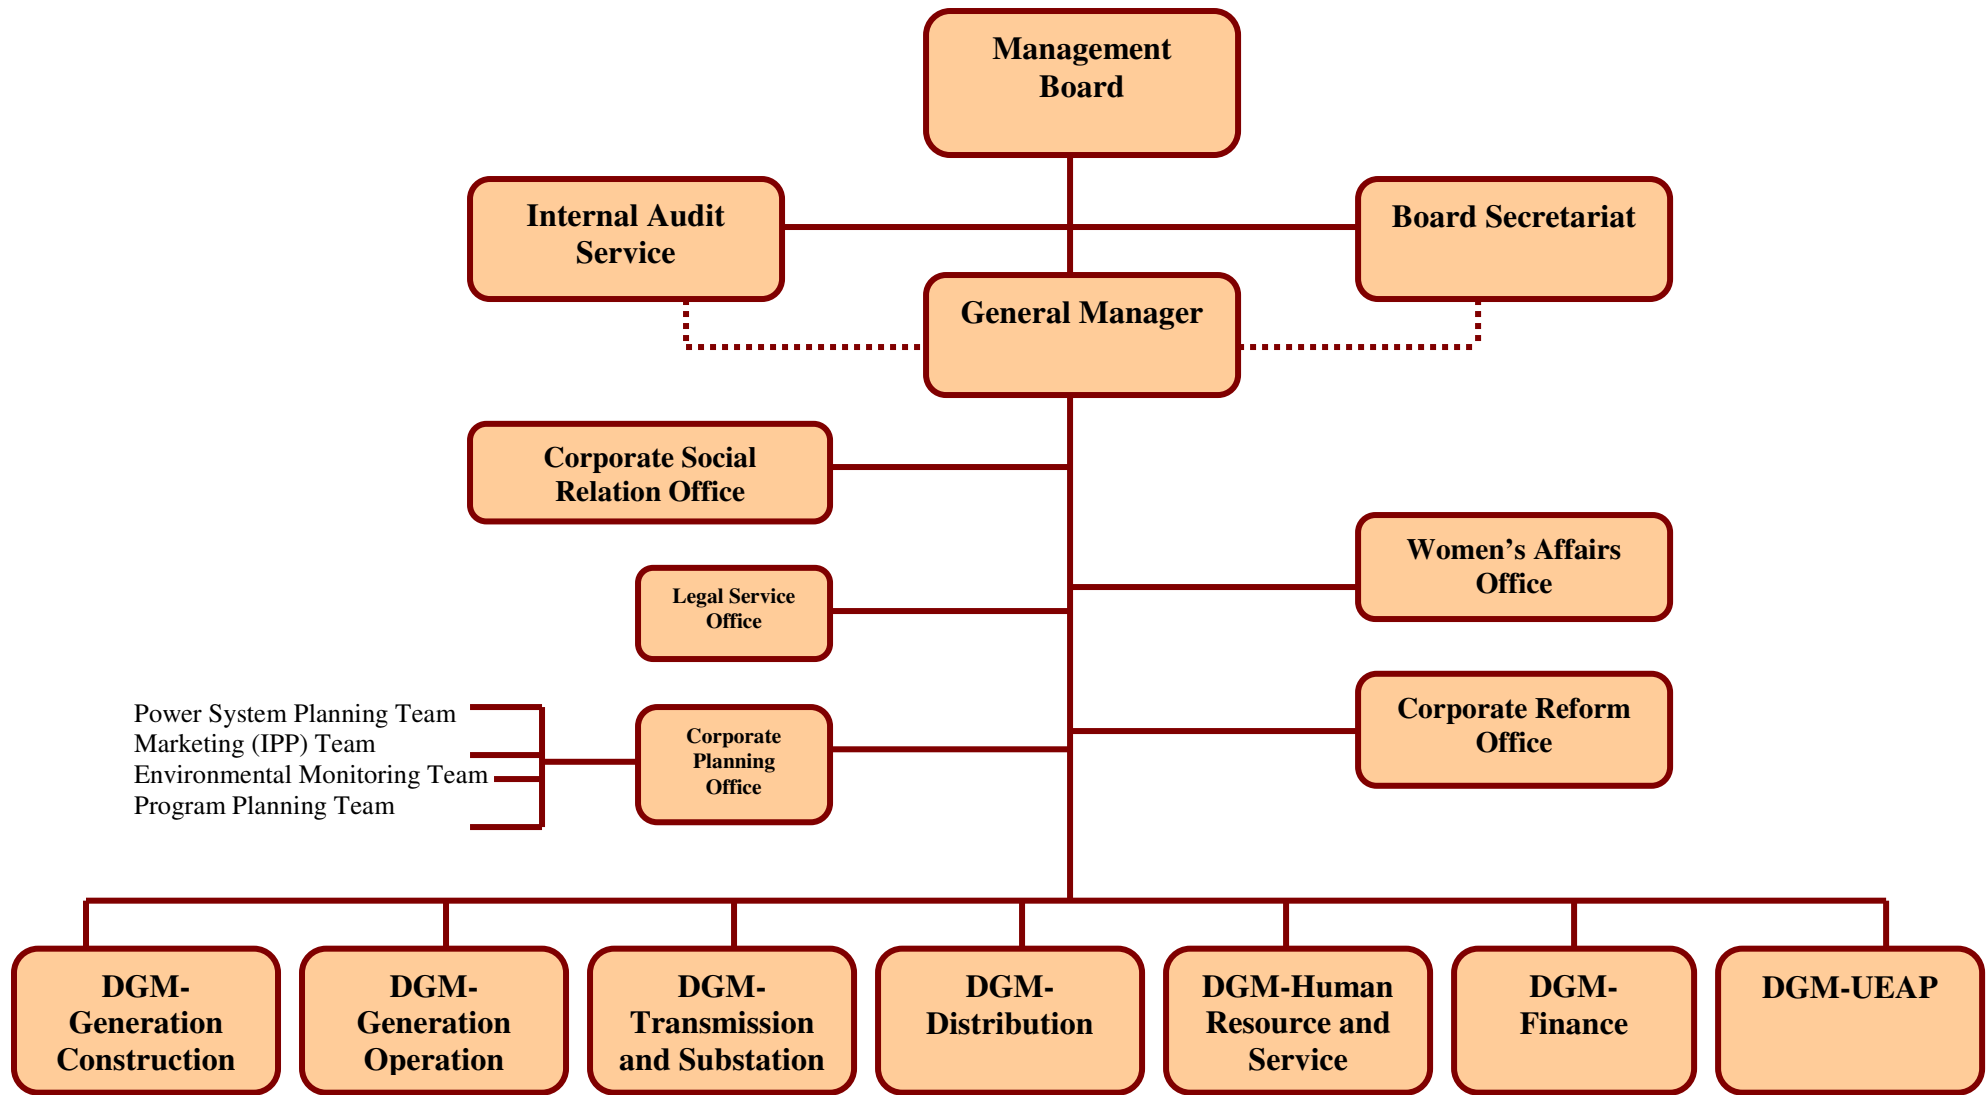 Management
Board
Internal Audit
Service
Board Secretariat
General Manager
Corporate Social
Relation Office
Women’s Affairs
Office
Legal Service
Office
Corporate Reform
Office
Power System Planning Team
Marketing (IPP) Team
Environmental Monitoring Team
Program Planning Team
Corporate
Planning
Office
DGM-
Generation
Construction
DGM-
Generation
Operation
DGM-
Transmission
and Substation
DGM-
Distribution
DGM-Human
Resource and
Service
DGM-
Finance
DGM-UEAP